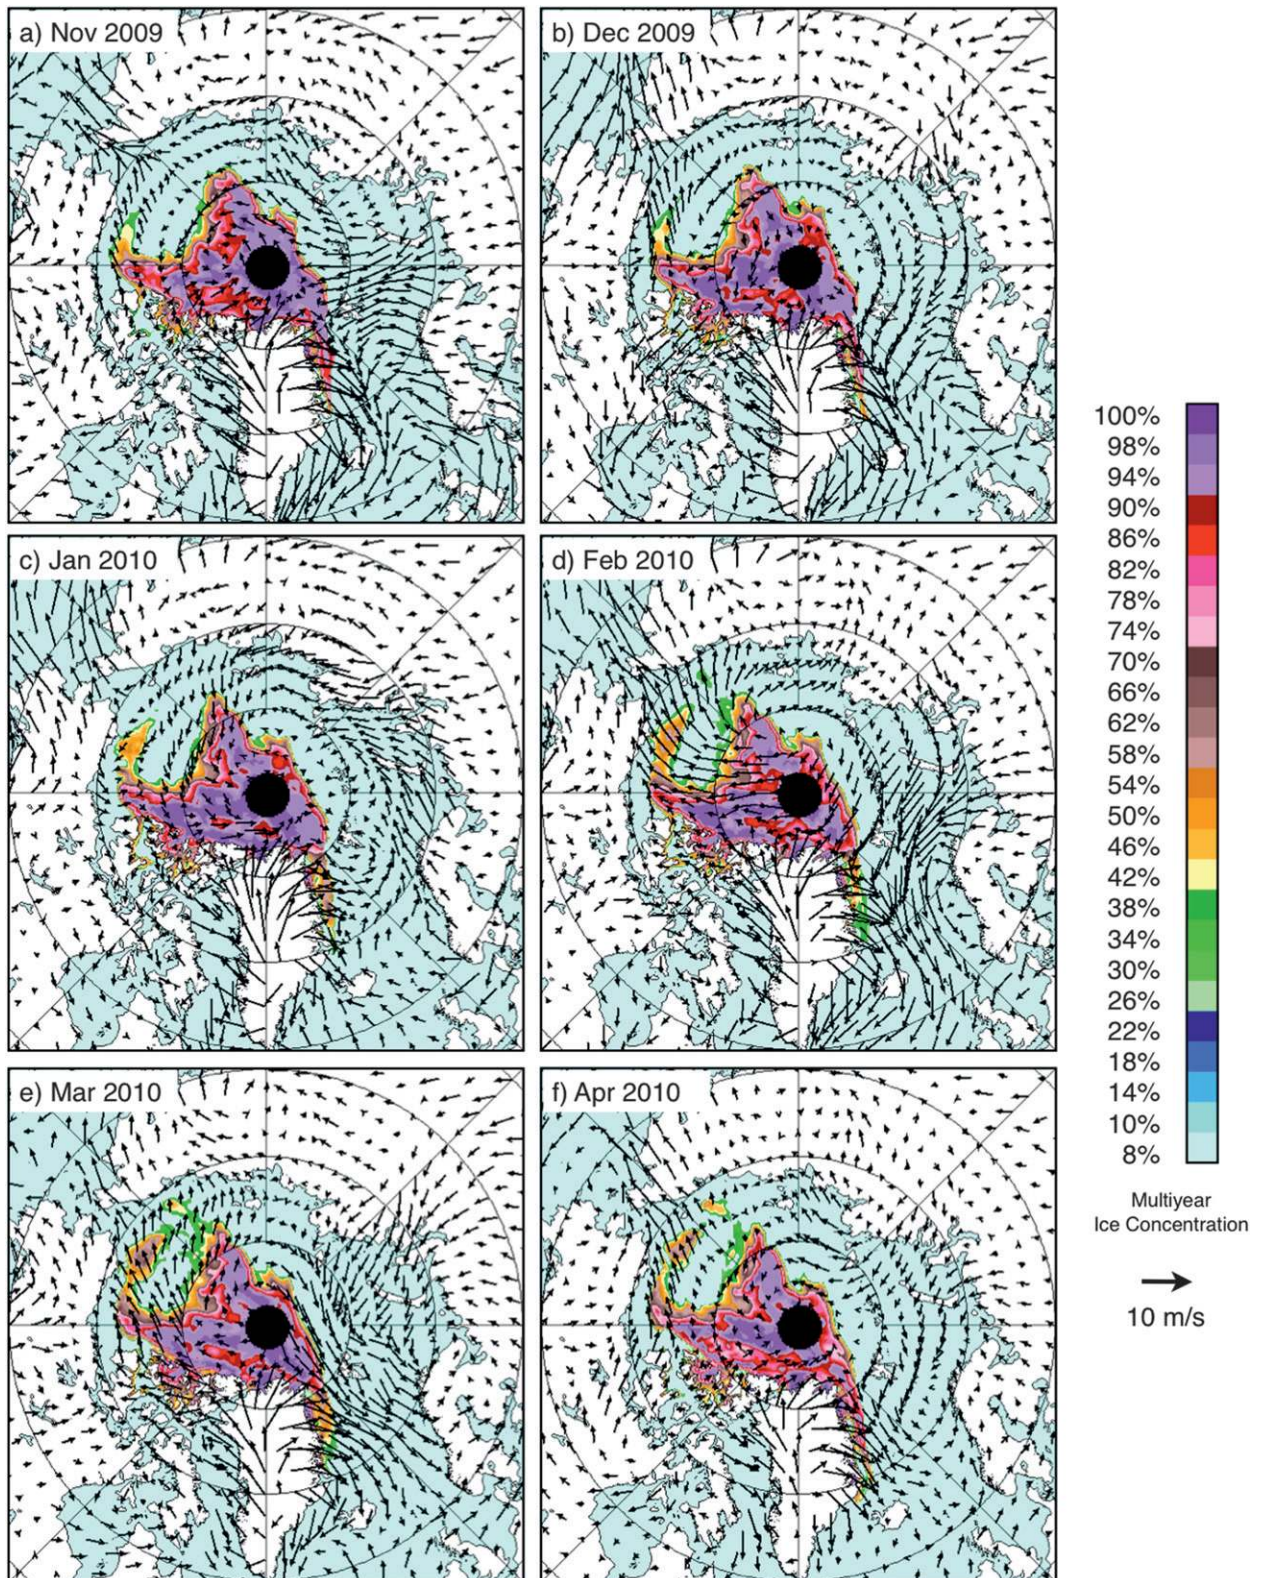 a) Nov 2009
b) Dec 2009
c) Jan 2010
d) Feb 2010
e) Mar 2010
f) Apr 2010
100%
98%
94%
90%
86%
82%
78%
74%
70%
66%
62%
58%
54%
50%
46%
42%
38%
34%
30%
26%
22%
18%
14%
10%
8%
Multiyear
Ice Concentration
10 m/s